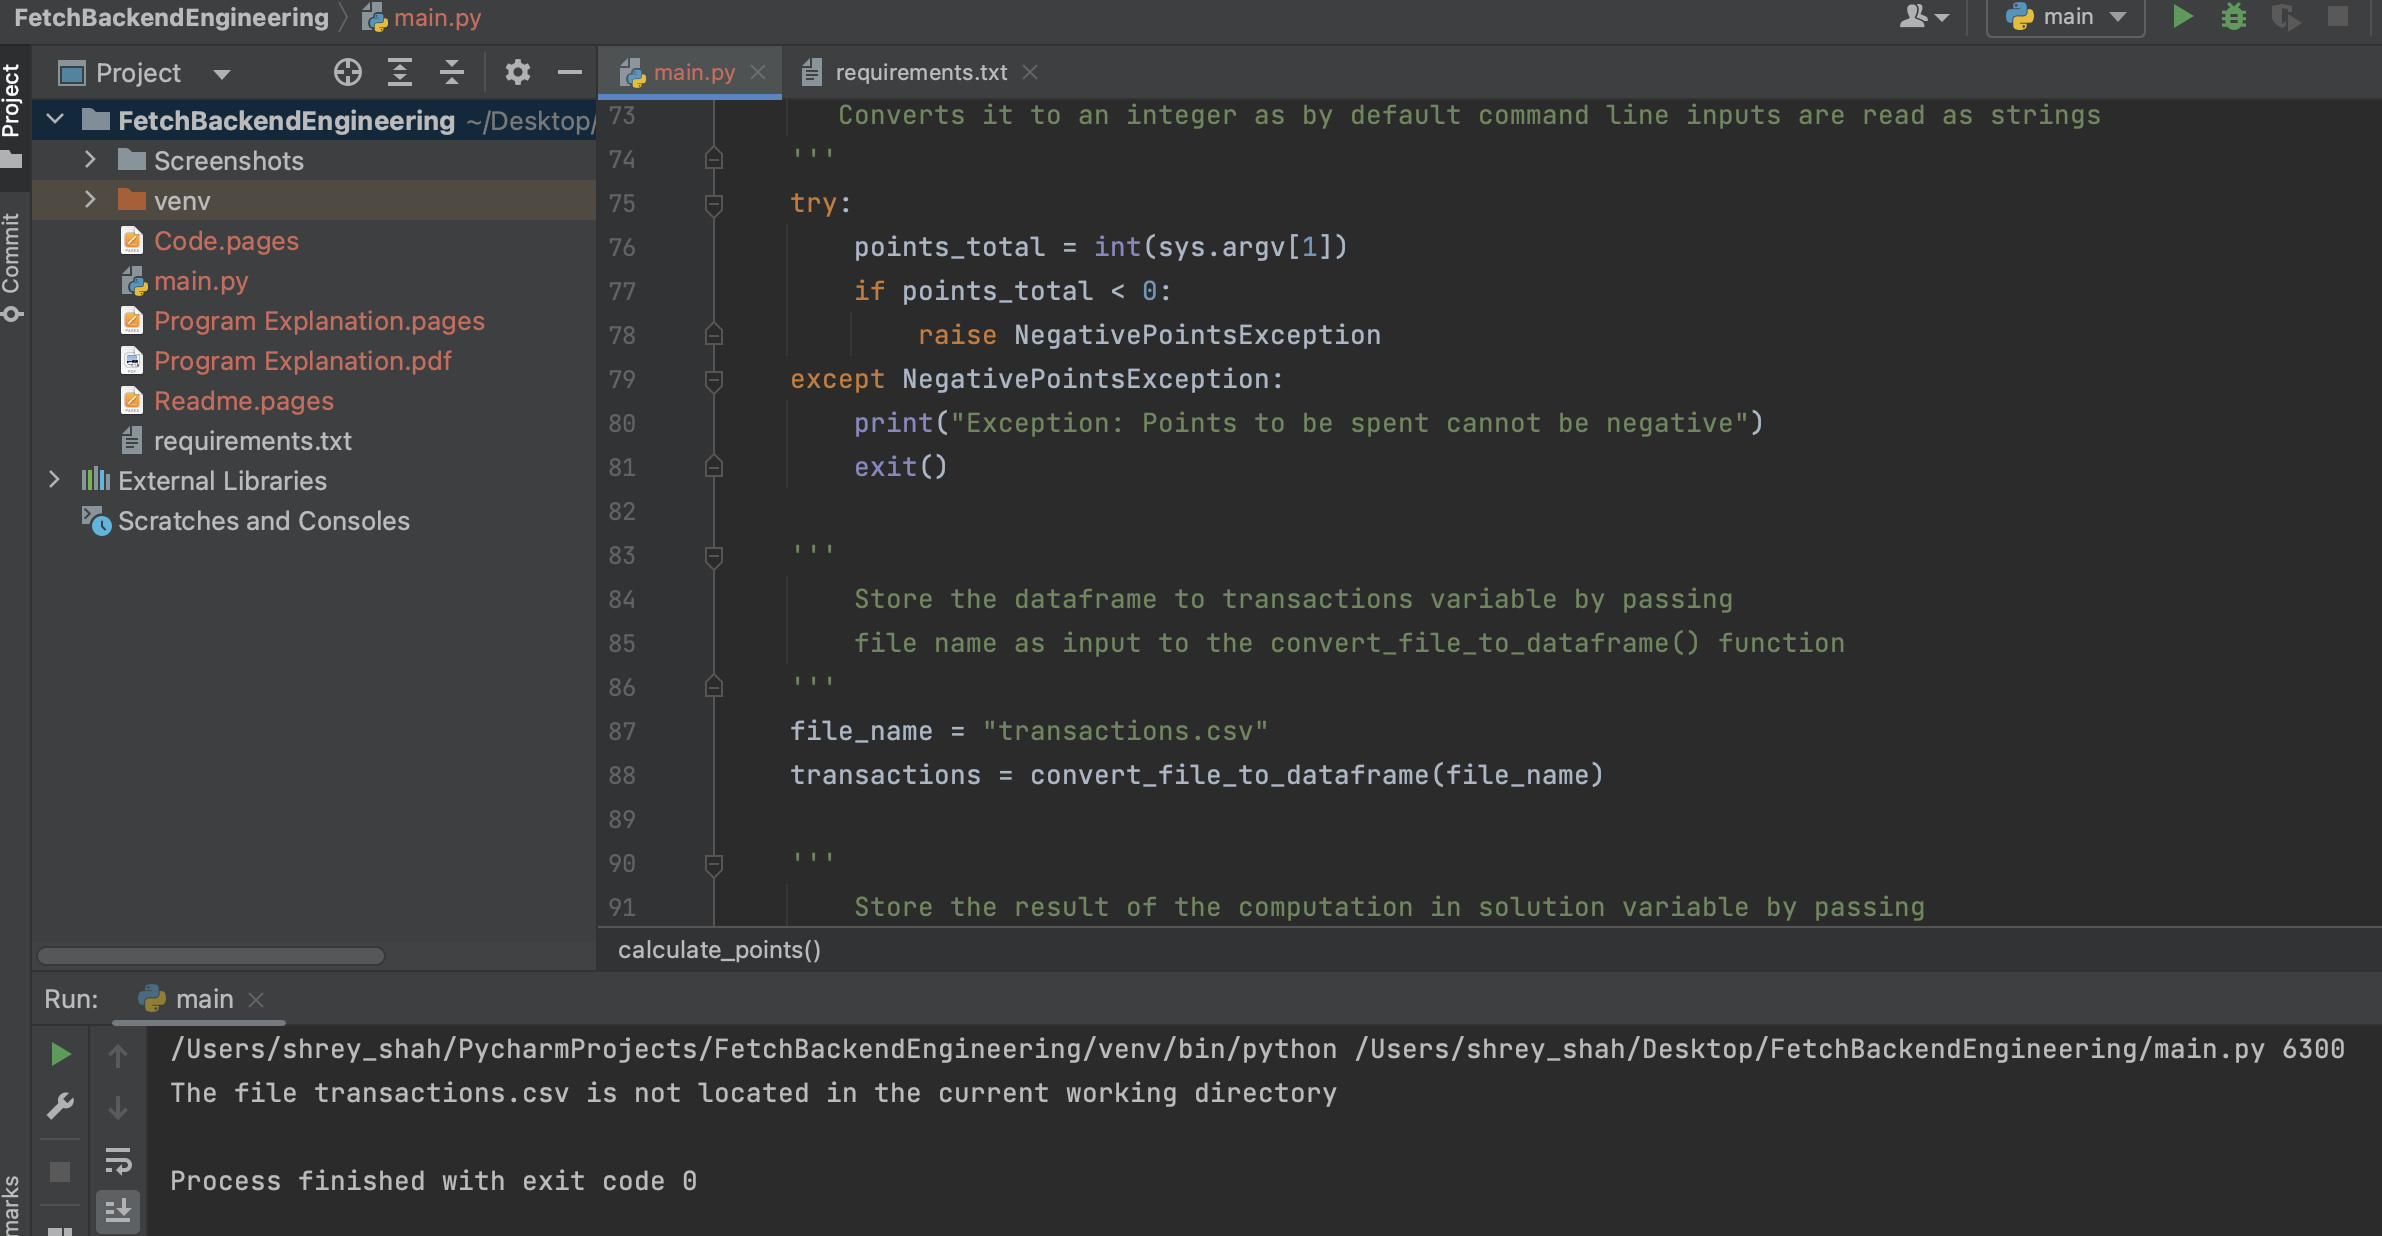 FetchBackendEngineering main.py
main
Project
Commit
marks
Project
FetchBackendEngineering ~/Desktop/
Screenshots
venv
Code.pages
main.py
Program Explanation.pages
Program Explanation.pdf
Readme.pages
requirements.txt
External Libraries
Scratches and Consoles
main.py requirements.txt
73 Converts it to an integer as by default command line inputs are read as strings
74 '''
75 try:
76 points_total = int(sys.argv[1])
77 if points_total < 0:
78 raise NegativePointsException
79 except NegativePointsException:
80 print("Exception: Points to be spent cannot be negative")
81 exit()
82
83 '''
84 Store the dataframe to transactions variable by passing
85 file name as input to the convert_file_to_dataframe() function
86 '''
87 file_name = "transactions.csv"
88 transactions = convert_file_to_dataframe(file_name)
89
90 '''
91 Store the result of the computation in solution variable by passing
calculate_points()
Run: main
/Users/shrey_shah/PycharmProjects/FetchBackendEngineering/venv/bin/python /Users/shrey_shah/Desktop/FetchBackendEngineering/main.py 6300
The file transactions.csv is not located in the current working directory
Process finished with exit code 0